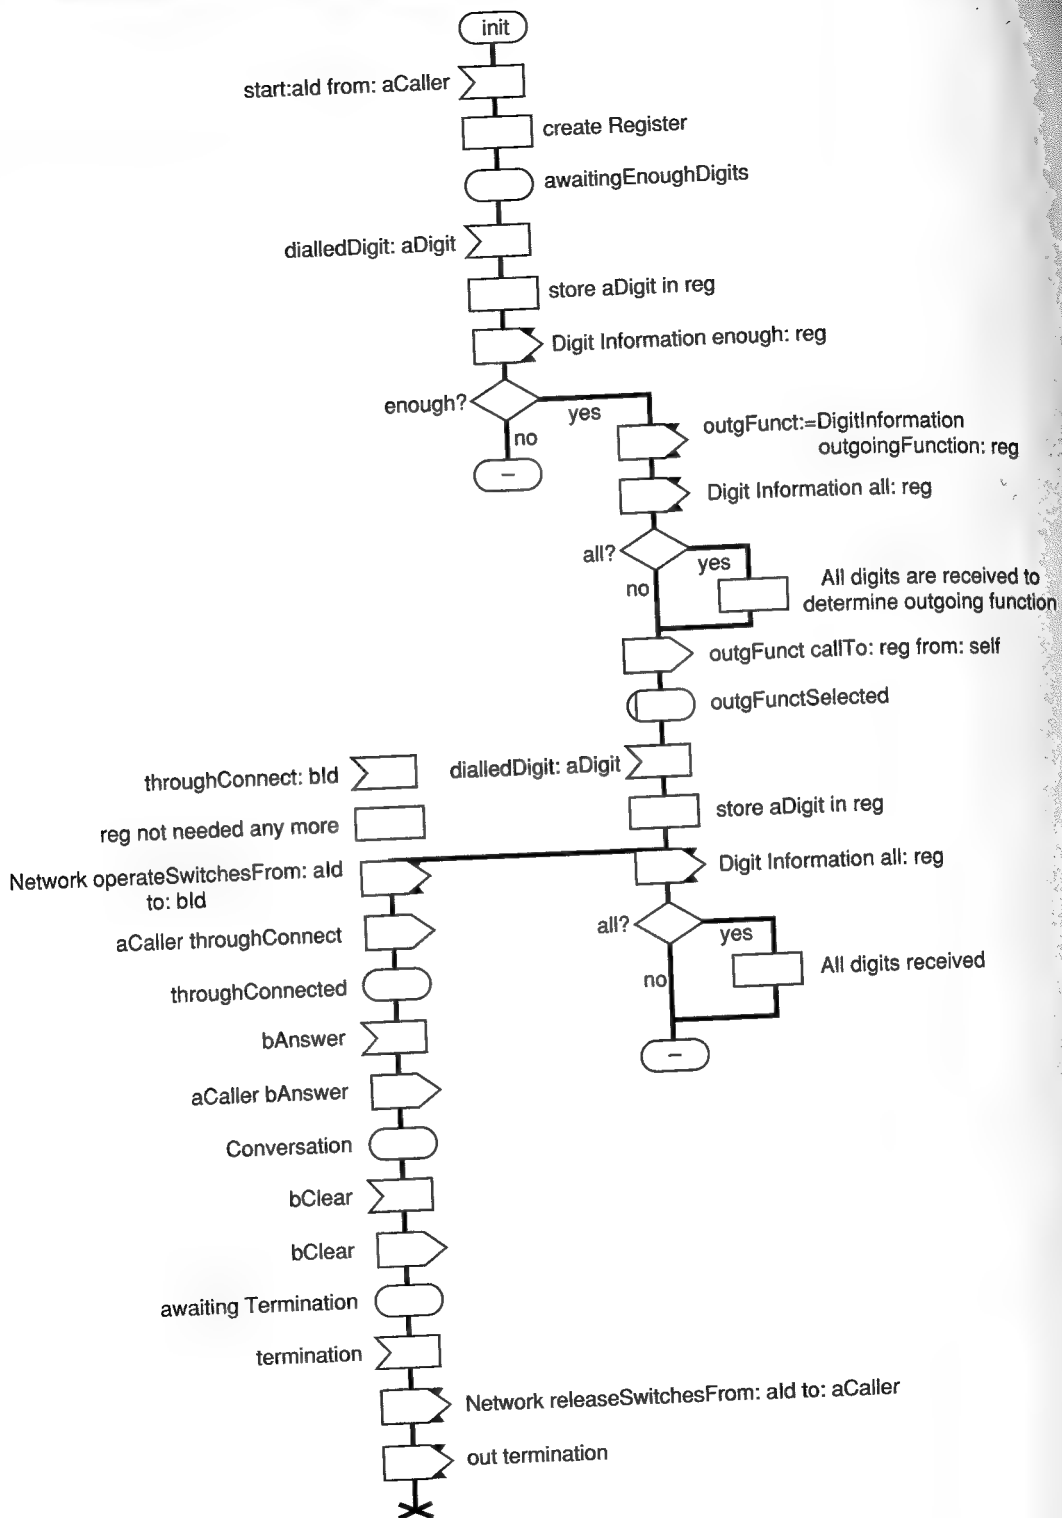 init
start:aId from: aCaller
create Register
awaitingEnoughDigits
dialledDigit: aDigit
store aDigit in reg
Digit Information enough: reg
enough?
yes
no
–
outgFunct:=DigitInformation
outgoingFunction: reg
Digit Information all: reg
all?
yes
no
All digits are received to
determine outgoing function
outgFunct callTo: reg from: self
outgFunctSelected
throughConnect: bId
dialledDigit: aDigit
reg not needed any more
store aDigit in reg
Network operateSwitchesFrom: aId
to: bId
Digit Information all: reg
aCaller throughConnect
all?
yes
no
All digits received
–
throughConnected
bAnswer
aCaller bAnswer
Conversation
bClear
bClear
awaiting Termination
termination
Network releaseSwitchesFrom: aId to: aCaller
out termination